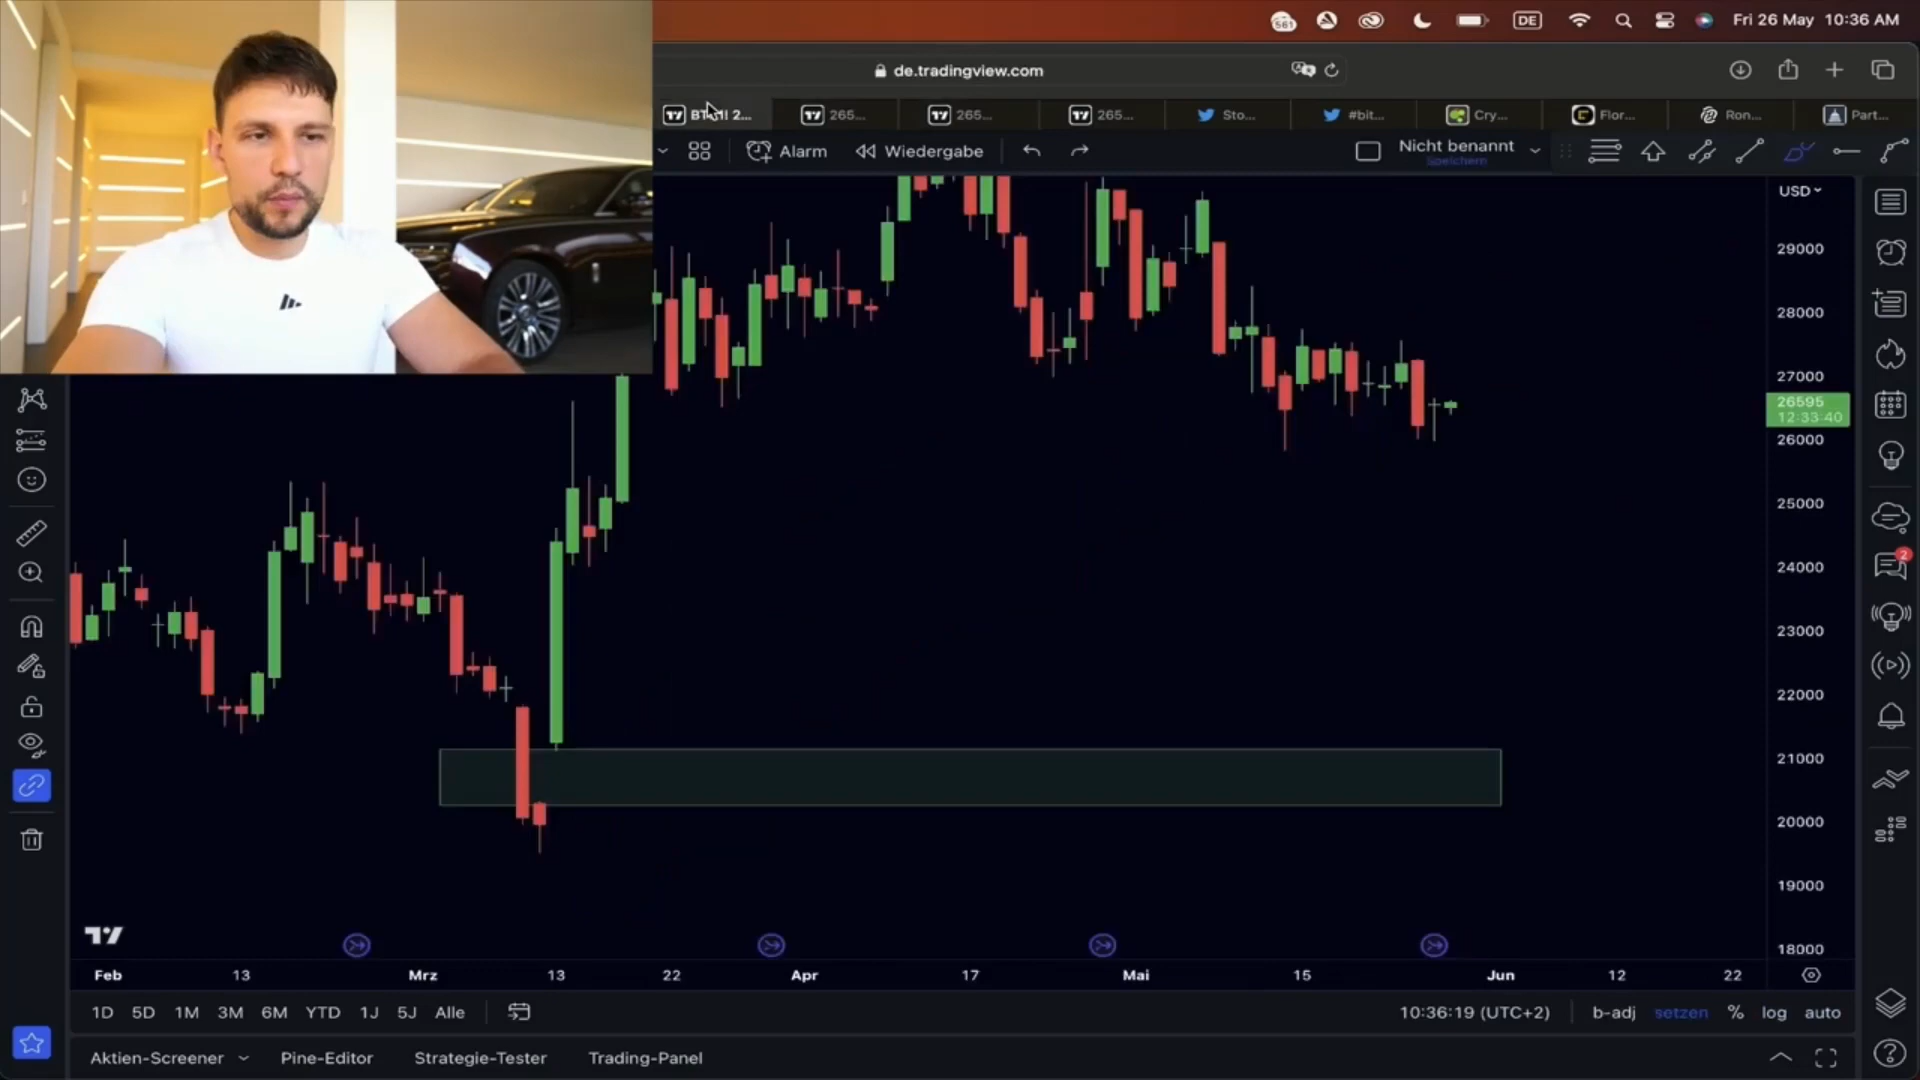 561
DE
Fri 26 May 10:36 AM
de.tradingview.com
265...
265...
265...
Sto...
#bit...
Cry...
Flor...
Ron...
Part...
Alarm
Wiedergabe
Nicht benannt
Speichern
USD
29000
28000
27000
26595
12:33:40
26000
25000
24000
23000
22000
21000
20000
19000
18000
2
Feb
13
Mrz
13
22
Apr
17
Mai
15
Jun
12
22
1D
5D
1M
3M
6M
YTD
1J
5J
Alle
10:36:19 (UTC+2)
b-adj
setzen
%
log
auto
Aktien-Screener
Pine-Editor
Strategie-Tester
Trading-Panel